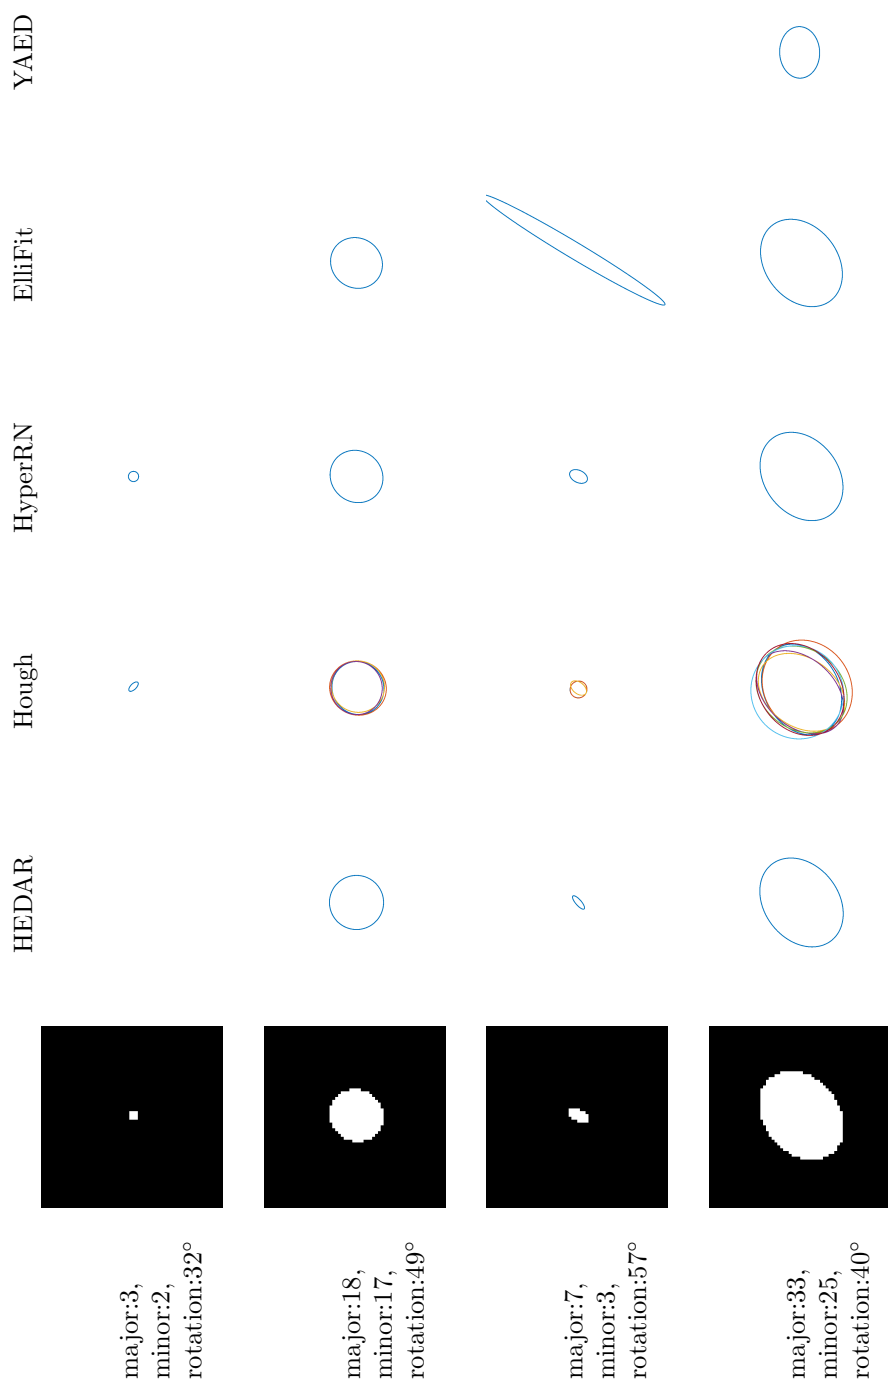 HEDAR
Hough
HyperRN
ElliFit
YAED
major:3,
minor:2,
rotation:32°
major:18,
minor:17,
rotation:49°
major:7,
minor:3,
rotation:57°
major:33,
minor:25,
rotation:40°